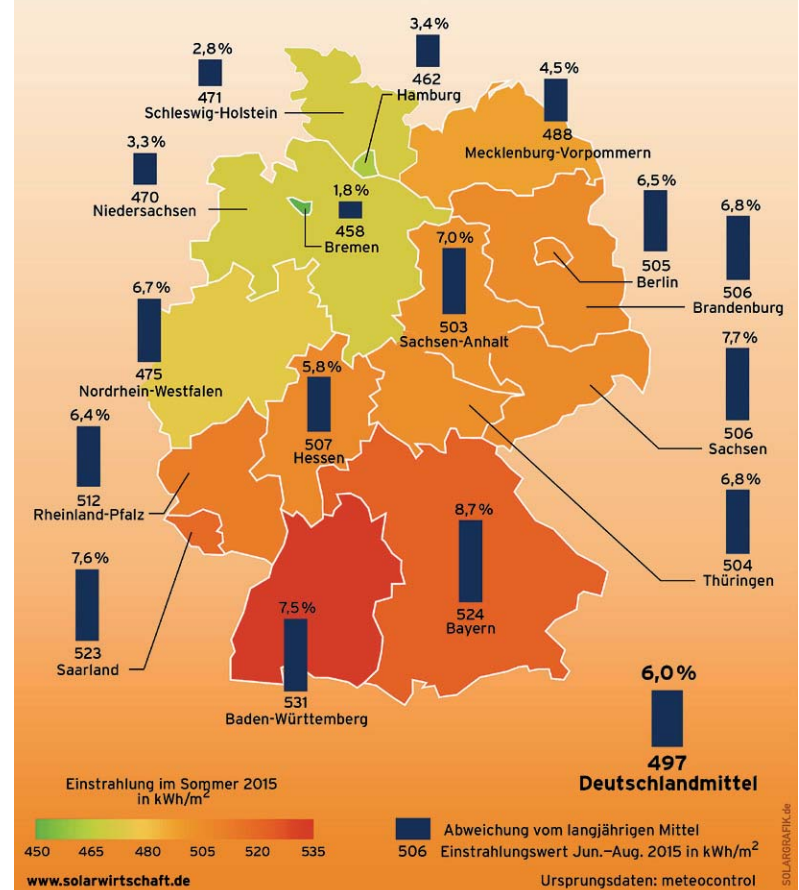 3,4%
462
Hamburg
2,8%
471
Schleswig-Holstein
4,5%
488
Mecklenburg-Vorpommern
3,3%
470
Niedersachsen
1,8%
458
Bremen
6,5%
505
Berlin
6,8%
506
Brandenburg
7,0%
503
Sachsen-Anhalt
6,7%
475
Nordrhein-Westfalen
5,8%
507
Hessen
7,7%
506
Sachsen
6,4%
512
Rheinland-Pfalz
6,8%
504
Thüringen
8,7%
524
Bayern
7,6%
523
Saarland
7,5%
531
Baden-Württemberg
6,0%
497
Deutschlandmittel
Einstrahlung im Sommer 2015
in kWh/m²
450 465 480 505 520 535
Abweichung vom langjährigen Mittel
506 Einstrahlungswert Jun.–Aug. 2015 in kWh/m²
www.solarwirtschaft.de
Ursprungsdaten: meteocontrol
SOLARGRAFIK.de